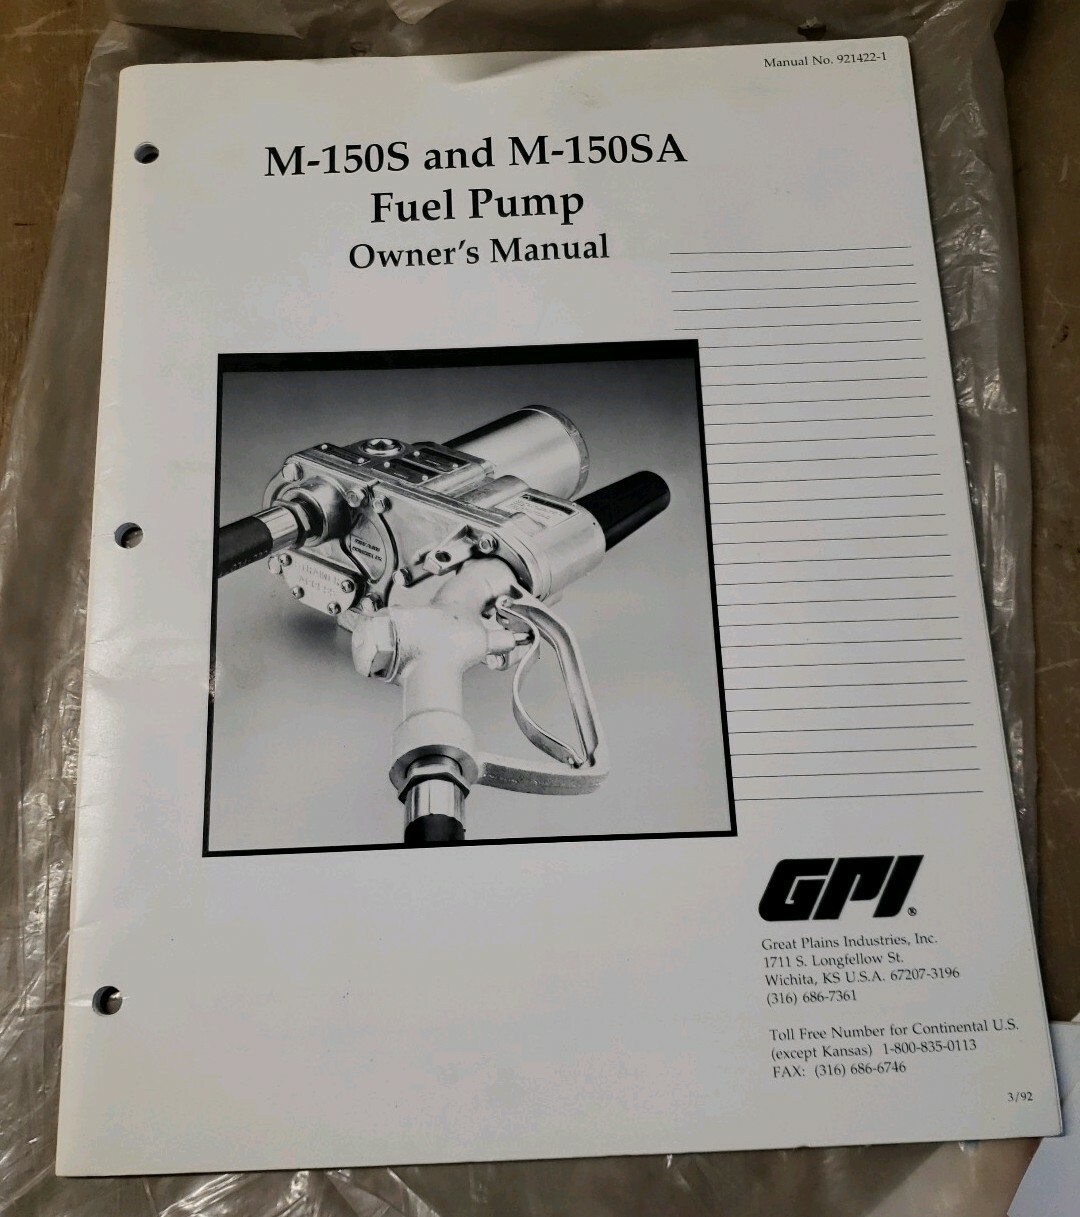 Manual No. 921422-1
M-150S and M-150SA
Fuel Pump
Owner's Manual
GPI®
Great Plains Industries, Inc.
1711 S. Longfellow St.
Wichita, KS U.S.A. 67207-3196
(316) 686-7361
Toll Free Number for Continental U.S.
(except Kansas) 1-800-835-0113
FAX: (316) 686-6746
3/92